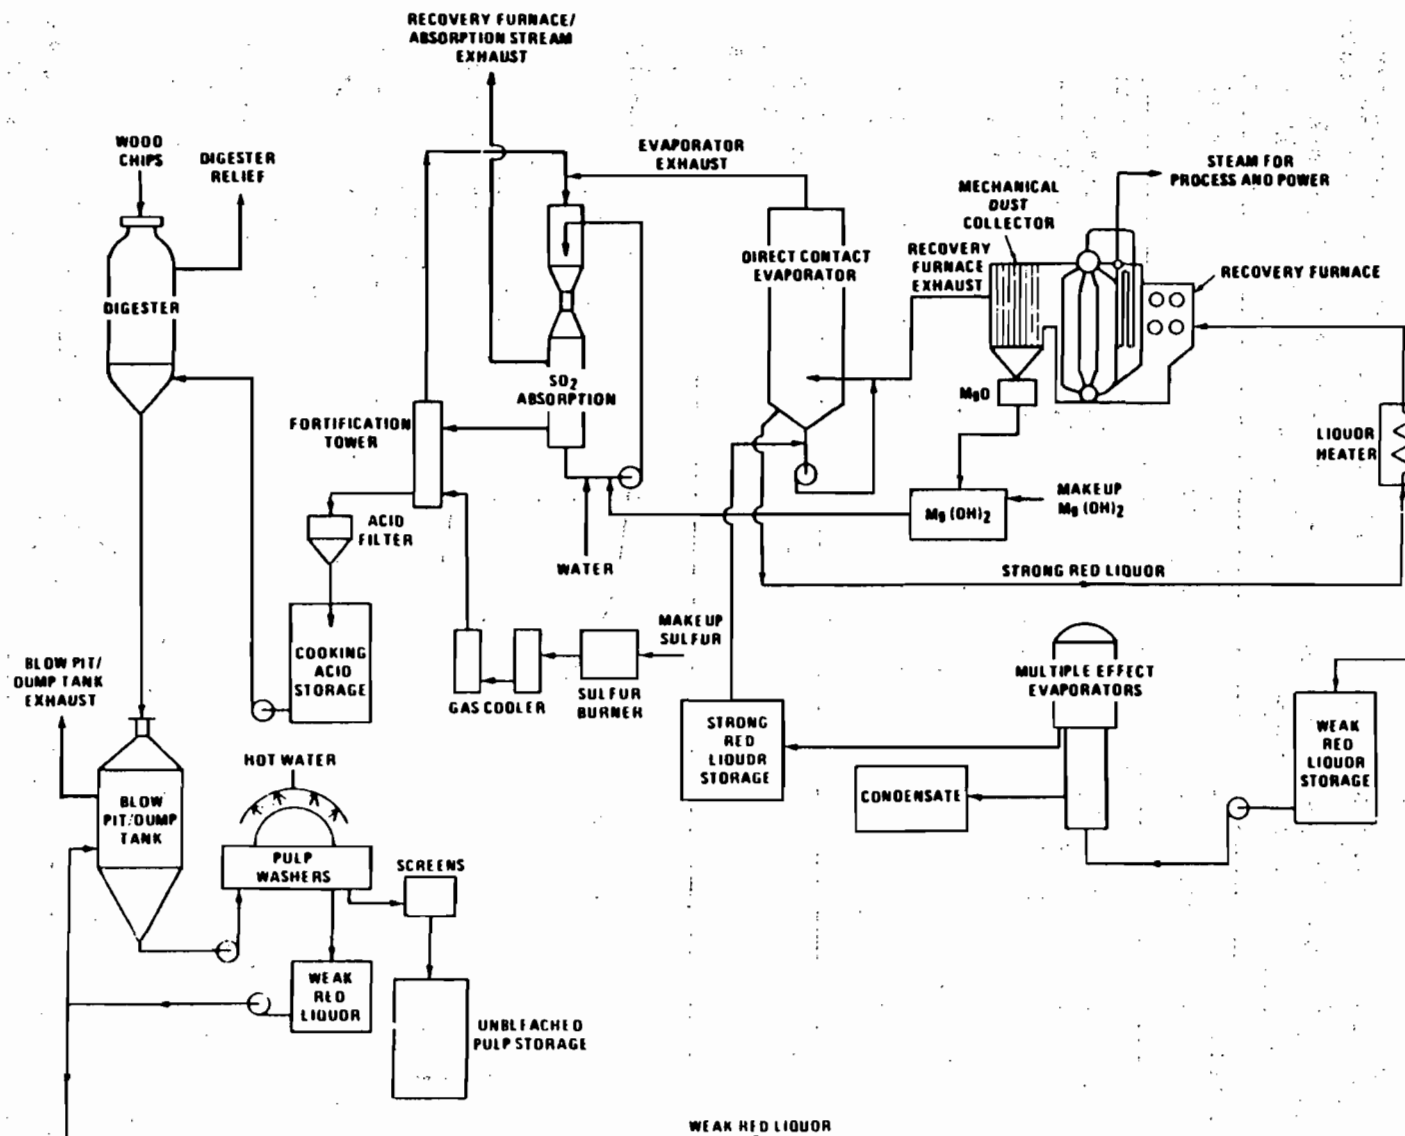 RECOVERY FURNACE/
ABSORPTION STREAM
EXHAUST
WOOD
CHIPS
DIGESTER
RELIEF
EVAPORATOR
EXHAUST
STEAM FOR
PROCESS AND POWER
MECHANICAL
DUST
COLLECTOR
RECOVERY
FURNACE
EXHAUST
RECOVERY FURNACE
DIRECT CONTACT
EVAPORATOR
DIGESTER
SO2
ABSORPTION
MgO
FORTIFICATION
TOWER
LIQUOR
HEATER
ACID
FILTER
Mg (OH)2
MAKEUP
Mg (OH)2
WATER
STRONG RED LIQUOR
MAKEUP
SULFUR
COOKING
ACID
STORAGE
BLOW PIT/
DUMP TANK
EXHAUST
GAS COOLER
SULFUR
BURNER
MULTIPLE EFFECT
EVAPORATORS
STRONG
RED
LIQUOR
STORAGE
WEAK
RED
LIQUOR
STORAGE
HOT WATER
CONDENSATE
BLOW
PIT/DUMP
TANK
PULP
WASHERS
SCREENS
WEAK
RED
LIQUOR
UNBLEACHED
PULP STORAGE
WEAK RED LIQUOR